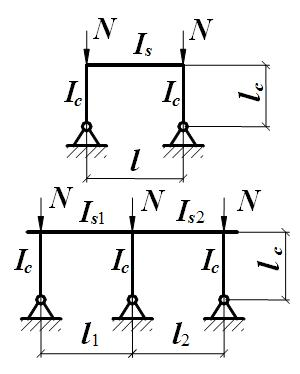 N N
I_s
I_c I_c l_c
l
N N N
I_s1 I_s2
I_c I_c I_c l_c
l_1 l_2